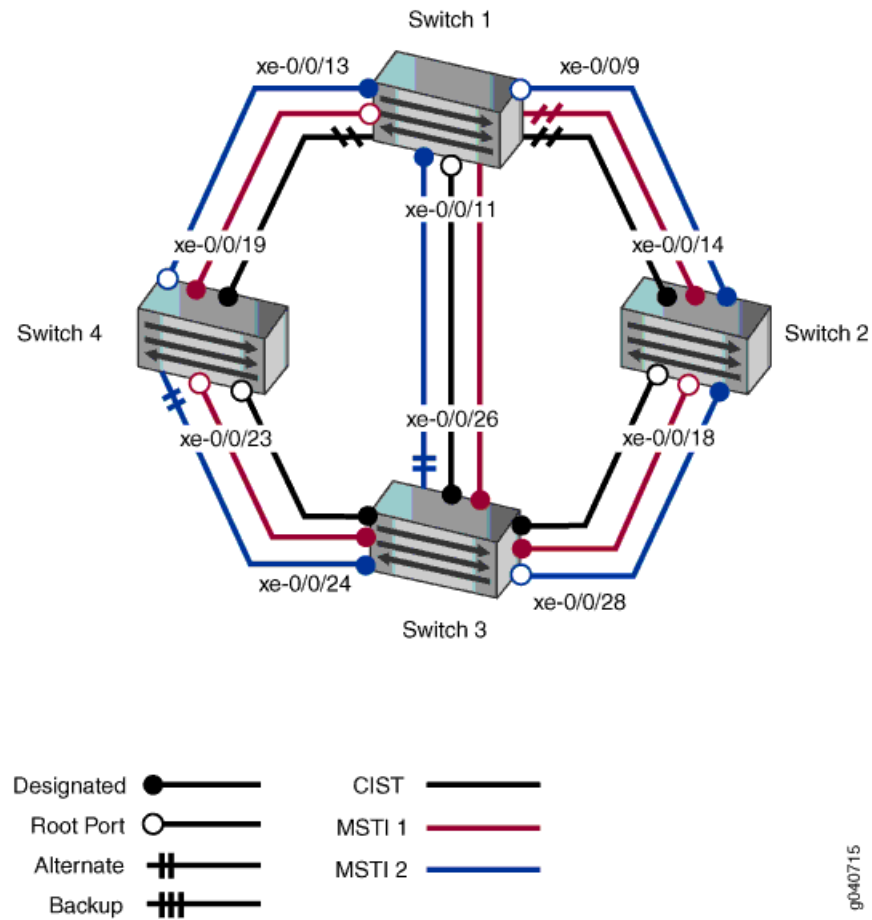 Switch 1
xe-0/0/13
xe-0/0/9
xe-0/0/11
xe-0/0/19
xe-0/0/14
Switch 4
Switch 2
xe-0/0/26
xe-0/0/23
xe-0/0/18
xe-0/0/24
xe-0/0/28
Switch 3
Designated
CIST
Root Port
MSTI 1
Alternate
MSTI 2
Backup
g040715